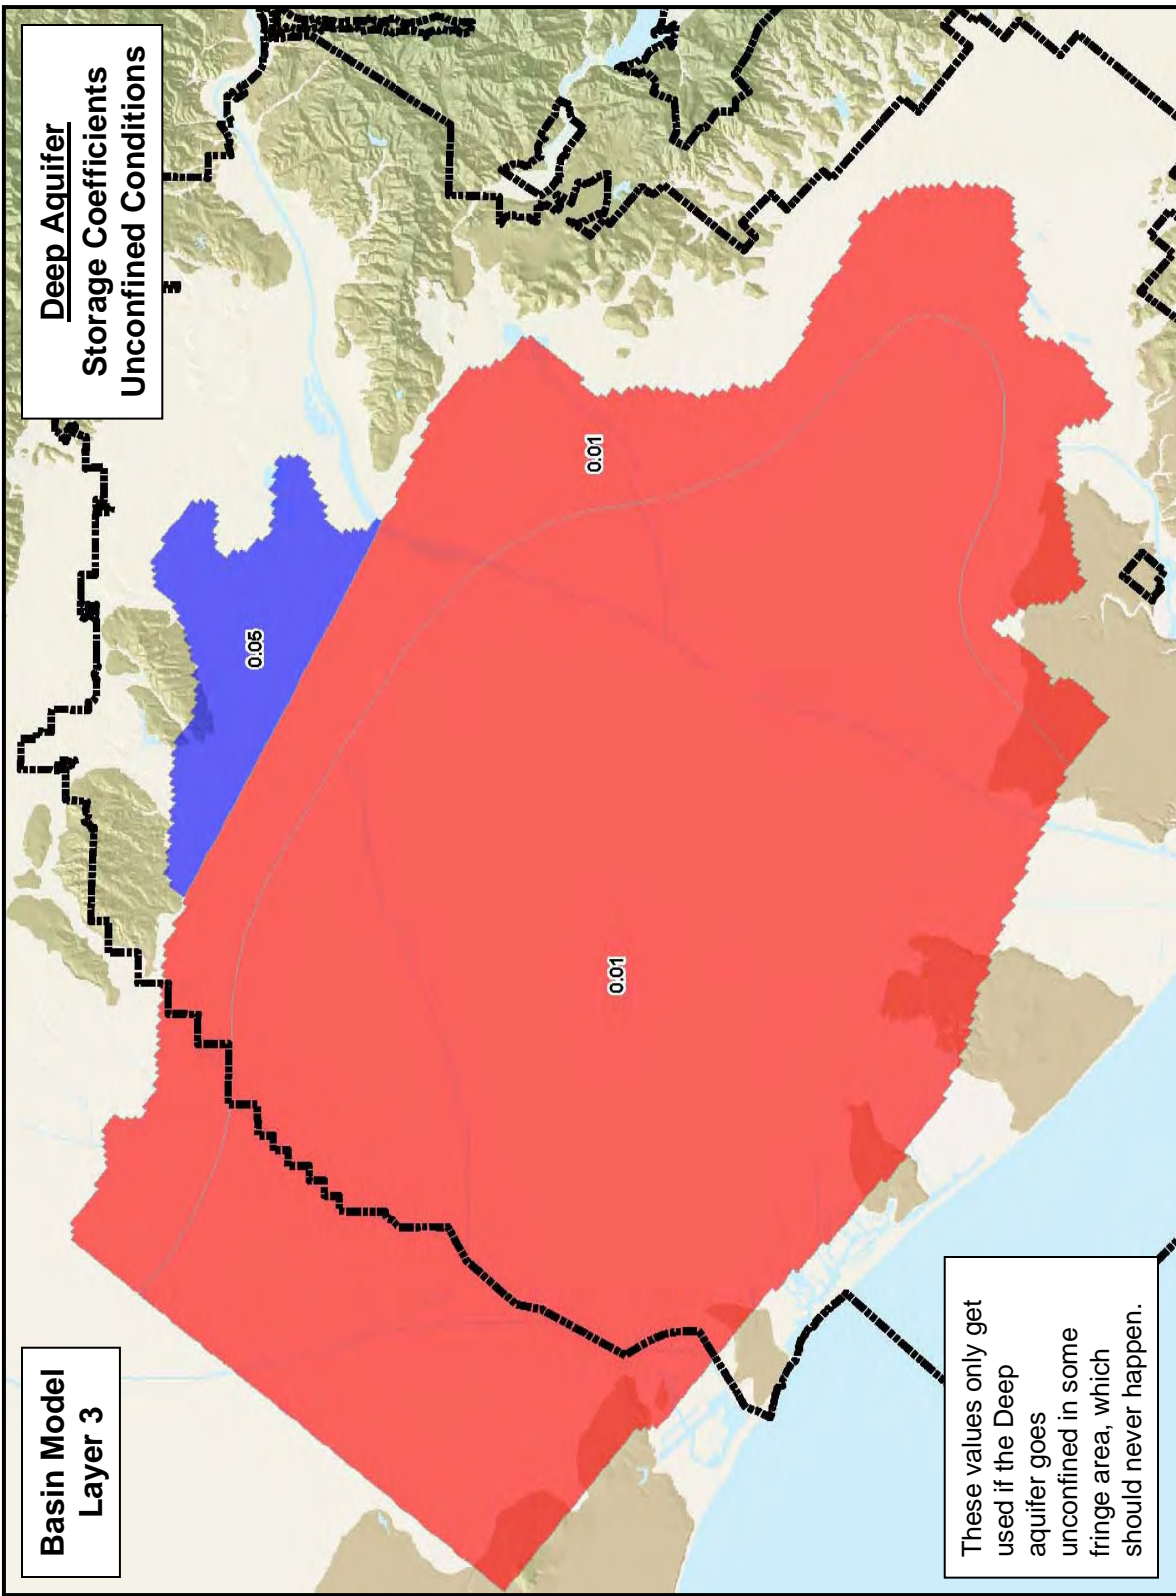 Basin Model
Layer 3
Deep Aquifer
Storage Coefficients
Unconfined Conditions
0.05
0.01
0.01
These values only get
used if the Deep
aquifer goes
unconfined in some
fringe area, which
should never happen.